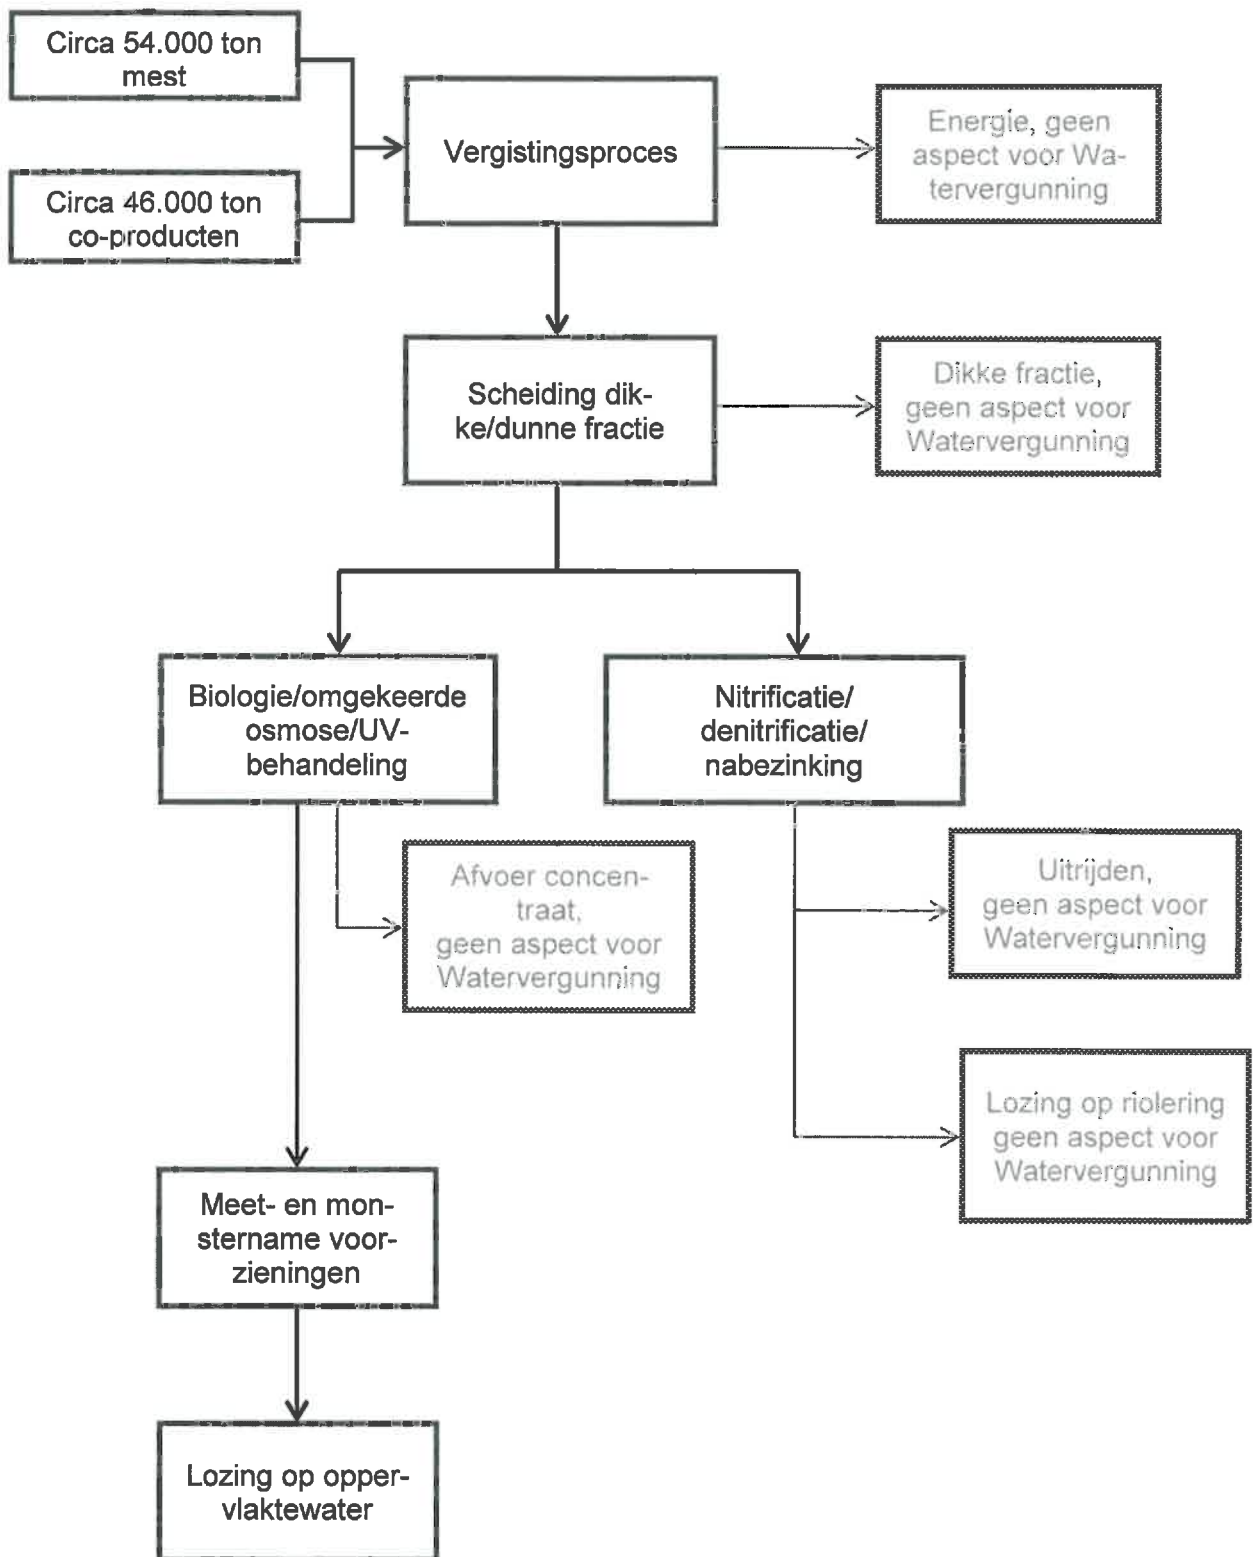 Circa 54.000 ton
mest
Circa 46.000 ton
co-producten
Vergistingsproces
Energie, geen
aspect voor Wa-
tervergunning
Scheiding dik-
ke/dunne fractie
Dikke fractie,
geen aspect voor
Watervergunning
Biologie/omgekeerde
osmose/UV-
behandeling
Nitrificatie/
denitrificatie/
nabezinking
Afvoer concen-
traat,
geen aspect voor
Watervergunning
Uitrijden,
geen aspect voor
Watervergunning
Lozing op riolering
geen aspect voor
Watervergunning
Meet- en mon-
stername voor-
zieningen
Lozing op opper-
vlaktewater